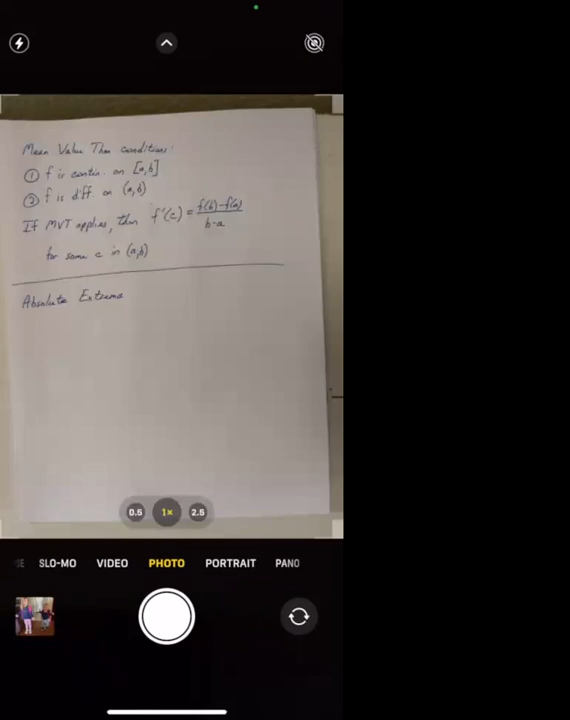 Mean Value Thm conditions:
① f is contin. on [a,b]
② f is diff. on (a,b)
If MVT applies, then f'(c) = f(b)-f(a) / b-a
for some c in (a,b)
Absolute Extrema
0.5 1× 2.5
SLO-MO VIDEO PHOTO PORTRAIT PANO